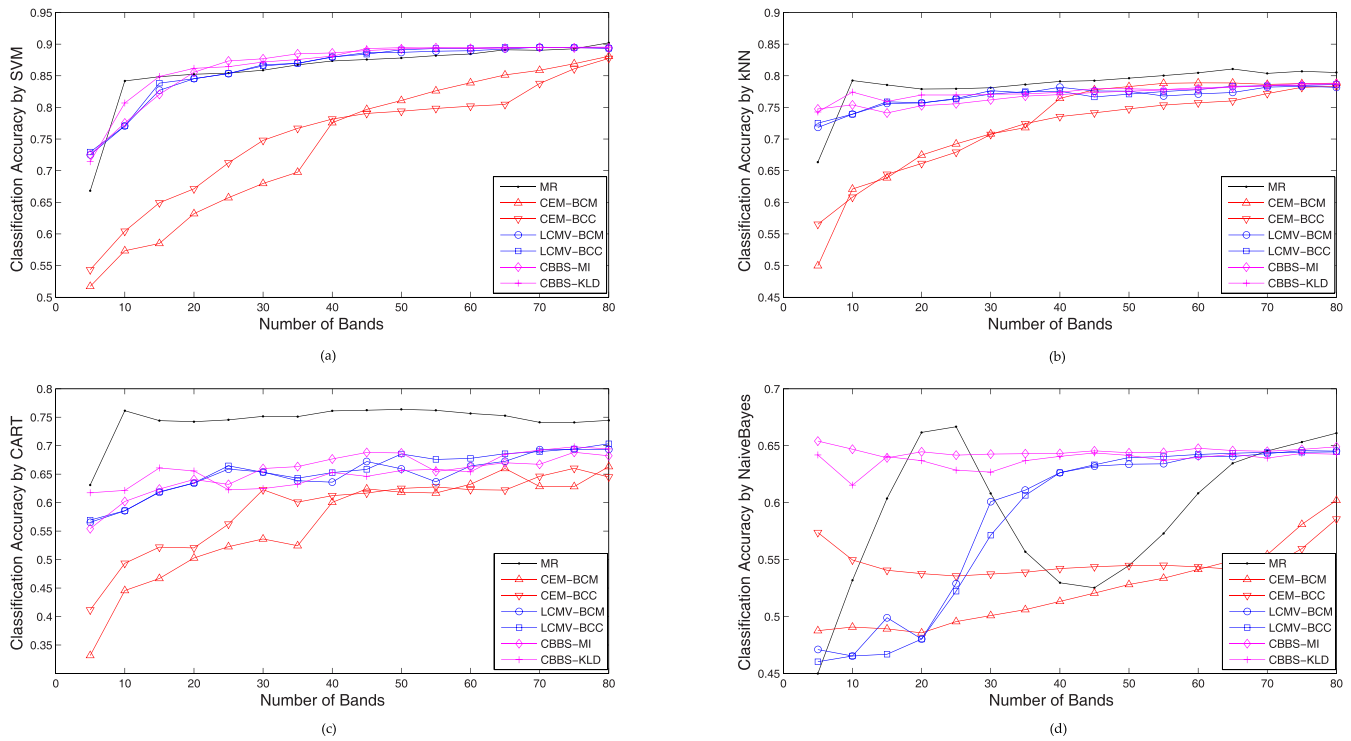 Classification Accuracy by SVM
0.95
0.9
0.85
0.8
0.75
0.7
0.65
0.6
0.55
0.5
0 10 20 30 40 50 60 70 80
Number of Bands
MR
CEM-BCM
CEM-BCC
LCMV-BCM
LCMV-BCC
CBBS-MI
CBBS-KLD
(a)
Classification Accuracy by kNN
0.9
0.85
0.8
0.75
0.7
0.65
0.6
0.55
0.5
0.45
0 10 20 30 40 50 60 70 80
Number of Bands
MR
CEM-BCM
CEM-BCC
LCMV-BCM
LCMV-BCC
CBBS-MI
CBBS-KLD
(b)
Classification Accuracy by CART
0.8
0.75
0.7
0.65
0.6
0.55
0.5
0.45
0.4
0.35
0 10 20 30 40 50 60 70 80
Number of Bands
MR
CEM-BCM
CEM-BCC
LCMV-BCM
LCMV-BCC
CBBS-MI
CBBS-KLD
(c)
Classification Accuracy by NaiveBayes
0.7
0.65
0.6
0.55
0.5
0.45
0 10 20 30 40 50 60 70 80
Number of Bands
MR
CEM-BCM
CEM-BCC
LCMV-BCM
LCMV-BCC
CBBS-MI
CBBS-KLD
(d)